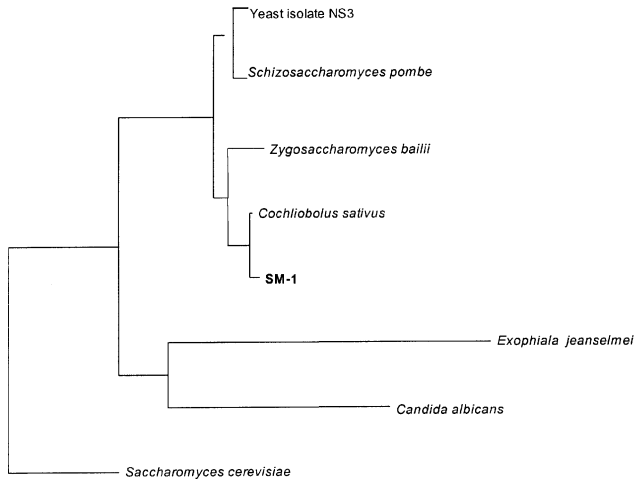 Yeast isolate NS3
Schizosaccharomyces pombe
Zygosaccharomyces bailii
Cochliobolus sativus
SM-1
Exophiala jeanselmei
Candida albicans
Saccharomyces cerevisiae